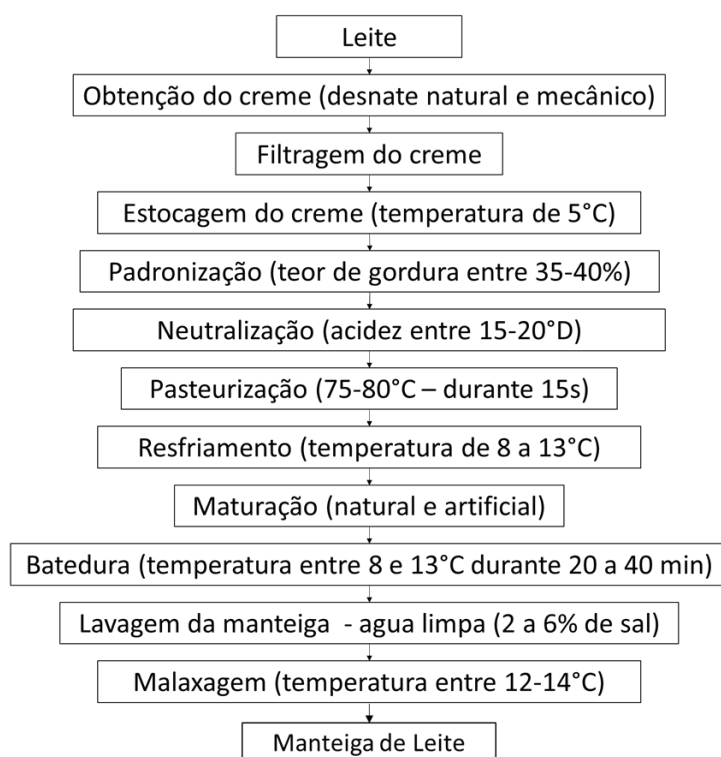 Leite
Obtenção do creme (desnate natural e mecânico)
Filtragem do creme
Estocagem do creme (temperatura de 5°C)
Padronização (teor de gordura entre 35-40%)
Neutralização (acidez entre 15-20°D)
Pasteurização (75-80°C – durante 15s)
Resfriamento (temperatura de 8 a 13°C)
Maturação (natural e artificial)
Batedura (temperatura entre 8 e 13°C durante 20 a 40 min)
Lavagem da manteiga - agua limpa (2 a 6% de sal)
Malaxagem (temperatura entre 12-14°C)
Manteiga de Leite